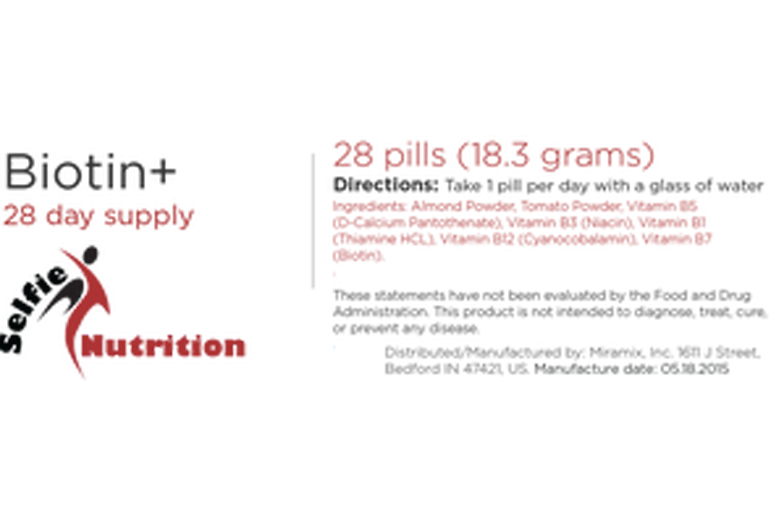 Biotin+
28 day supply
Selfie
Nutrition
28 pills (18.3 grams)
Directions: Take 1 pill per day with a glass of water
Ingredients: Almond Powder, Tomato Powder, Vitamin B5
(D-Calcium Pantothenate), Vitamin B3 (Niacin), Vitamin B1
(Thiamine HCL), Vitamin B12 (Cyanocobalamin), Vitamin B7
(Biotin).
These statements have not been evaluated by the Food and Drug
Administration. This product is not intended to diagnose, treat, cure,
or prevent any disease.
Distributed/Manufactured by: Miramix, Inc. 1611 J Street,
Bedford IN 47421, US. Manufacture date: 05.18.2015